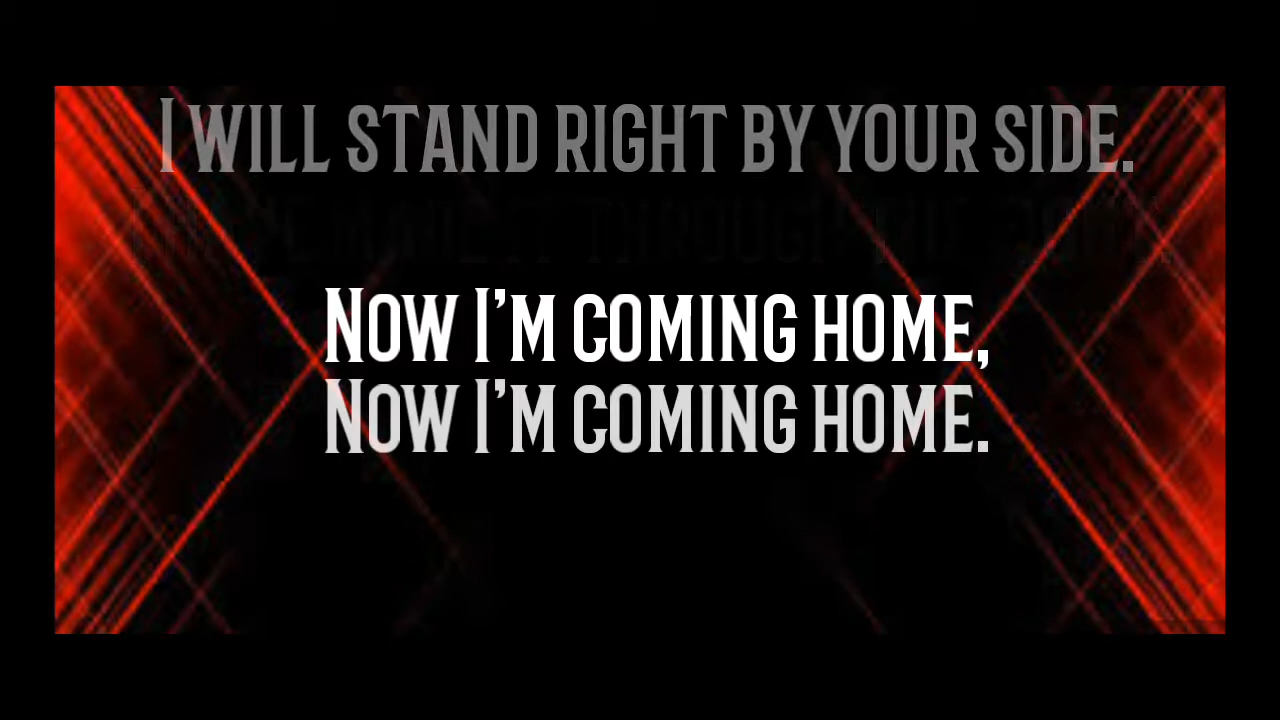 I will stand right by your side.
Now I'm coming home,
Now I'm coming home.